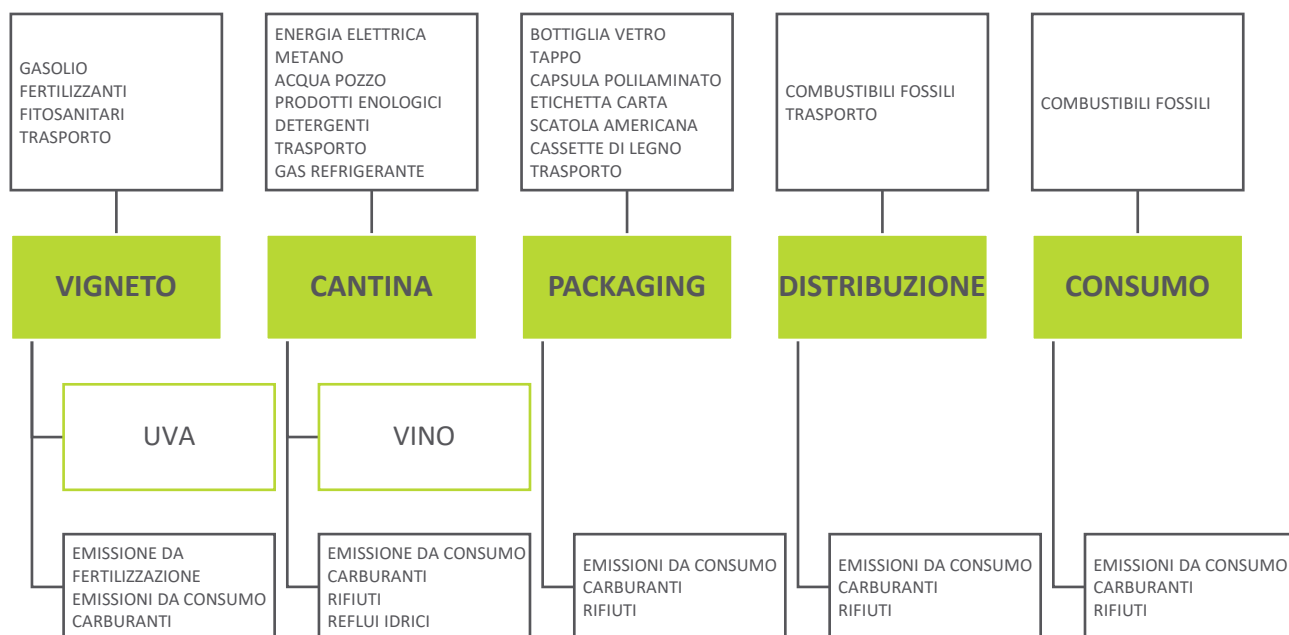 GASOLIO
FERTILIZZANTI
FITOSANITARI
TRASPORTO
ENERGIA ELETTRICA
METANO
ACQUA POZZO
PRODOTTI ENOLOGICI
DETERGENTI
TRASPORTO
GAS REFRIGERANTE
BOTTIGLIA VETRO
TAPPO
CAPSULA POLILAMINATO
ETICHETTA CARTA
SCATOLA AMERICANA
CASSETTE DI LEGNO
TRASPORTO
COMBUSTIBILI FOSSILI
TRASPORTO
COMBUSTIBILI FOSSILI
VIGNETO
CANTINA
PACKAGING
DISTRIBUZIONE
CONSUMO
UVA
VINO
EMISSIONE DA
FERTILIZZAZIONE
EMISSIONI DA CONSUMO
CARBURANTI
EMISSIONE DA CONSUMO
CARBURANTI
RIFIUTI
REFLUI IDRICI
EMISSIONI DA CONSUMO
CARBURANTI
RIFIUTI
EMISSIONI DA CONSUMO
CARBURANTI
RIFIUTI
EMISSIONI DA CONSUMO
CARBURANTI
RIFIUTI